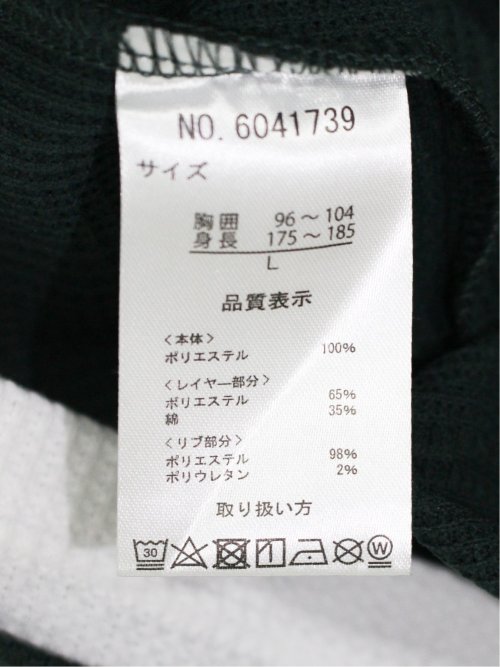 NO. 6041739
サイズ
胸囲 96～104
身長 175～185
L
品質表示
＜本体＞
ポリエステル 100%
＜レイヤー部分＞
ポリエステル 65%
綿 35%
＜リブ部分＞
ポリエステル 98%
ポリウレタン 2%
取り扱い方
30 W